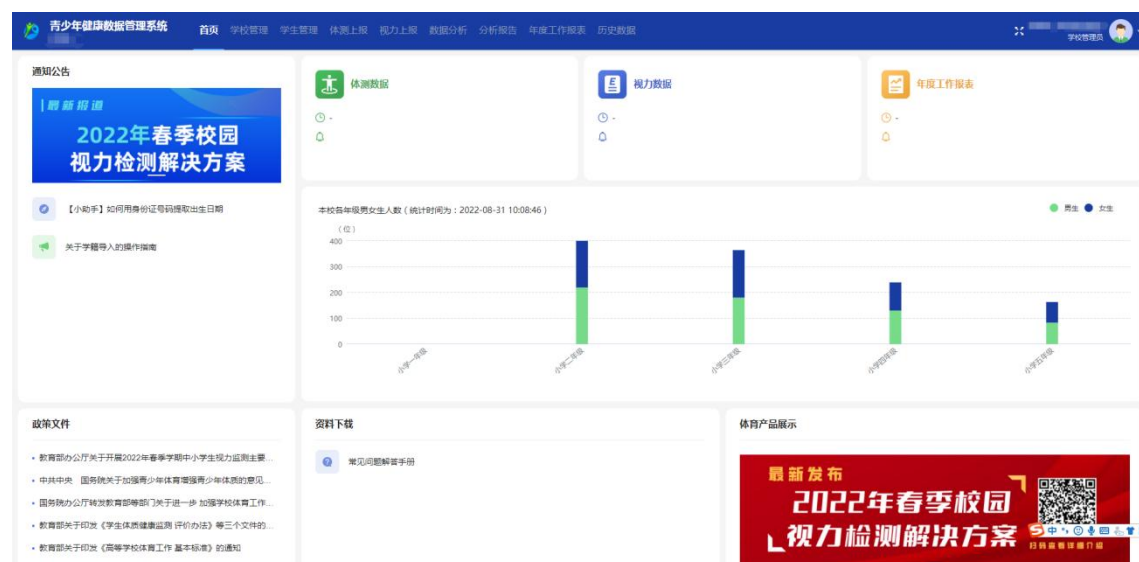 青少年健康数据管理系统
首页 学校管理 学生管理 体测上报 视力上报 数据分析 分析报告 年度工作报表 历史数据
学校管理员
通知公告
最新报道
2022年春季校园
视力检测解决方案
【小助手】如何用身份证号码提取出生日期
关于学籍导入的操作指南
体测数据
-
视力数据
-
年度工作报表
-
本校各年级男女生人数 ( 统计时间为：2022-08-31 10:08:46 )
男生 女生
（位）
400
300
200
100
0
小学一年级
小学二年级
小学三年级
小学四年级
小学五年级
政策文件
教育部办公厅关于开展2022年春季学期中小学生视力监测主要...
中共中央 国务院关于加强青少年体育增强青少年体质的意见...
国务院办公厅转发教育部等部门关于进一步 加强学校体育工作...
教育部关于印发《学生体质健康监测 评价办法》等三个文件的...
教育部关于印发《高等学校体育工作 基本标准》的通知
资料下载
常见问题解答手册
体育产品展示
最新发布
2022年春季校园
视力检测解决方案
扫码查看详细介绍
中